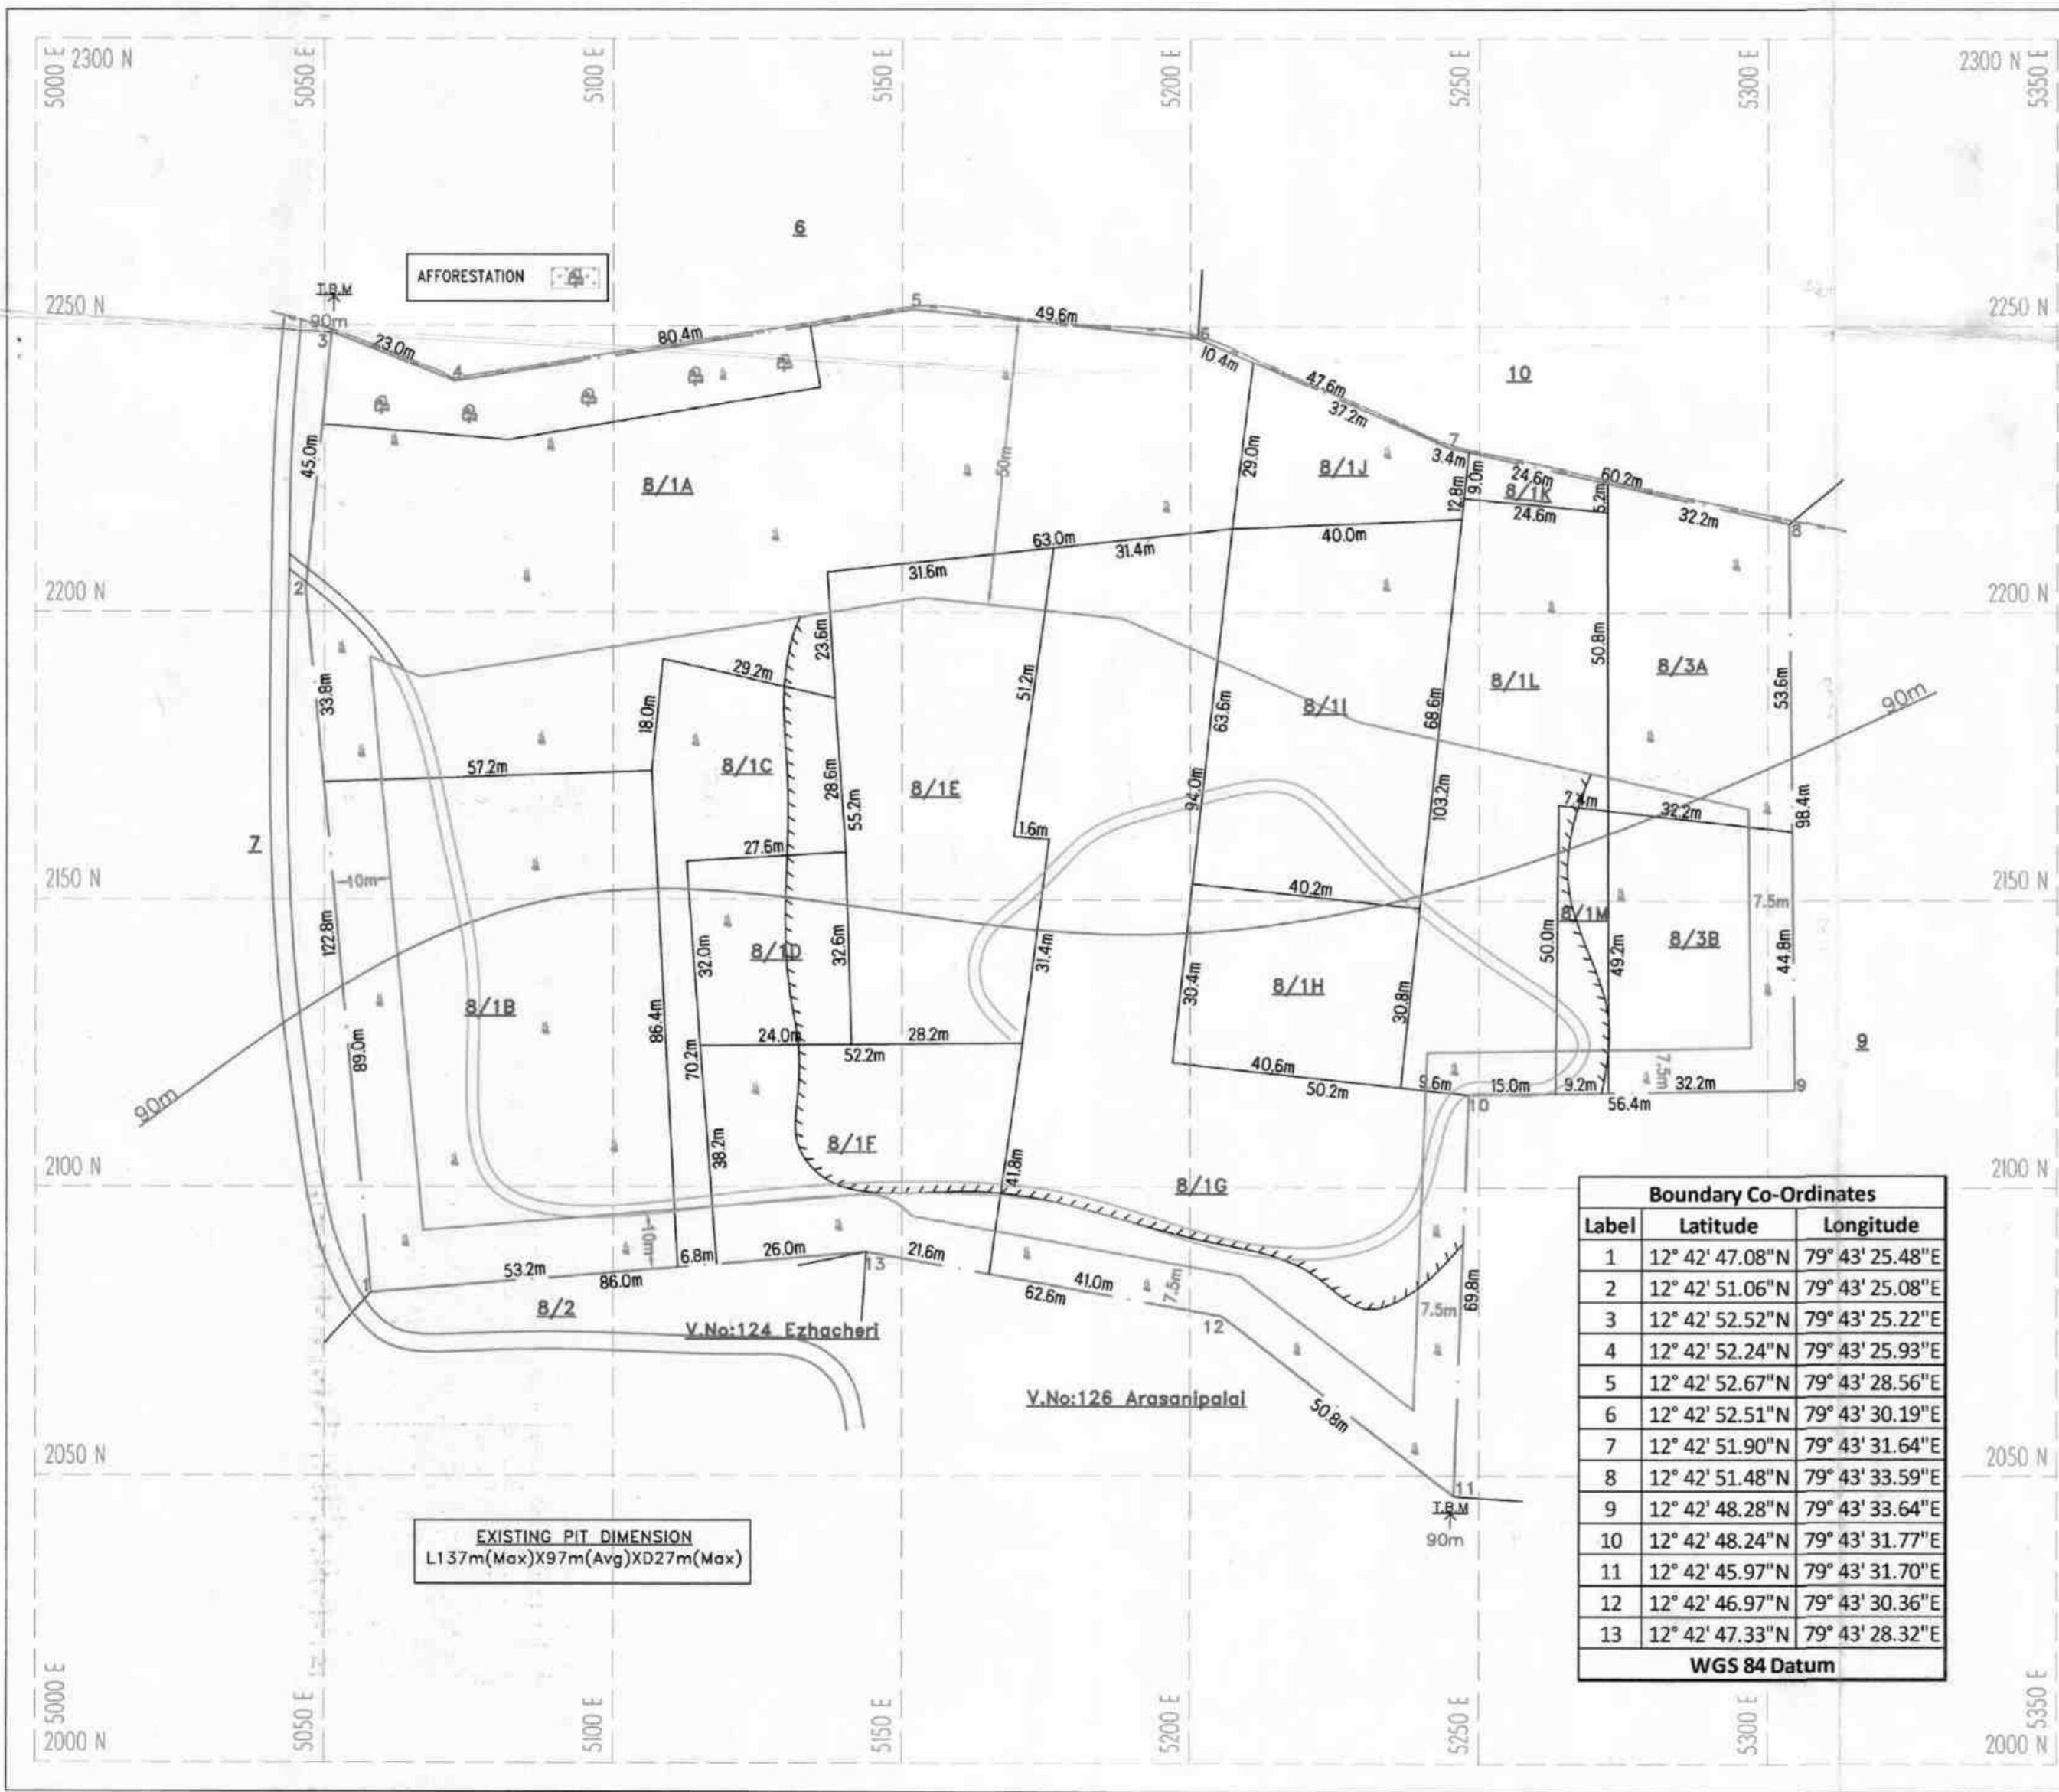 5000 E
2300 N
5050 E
5100 E
5150 E
5200 E
5250 E
5300 E
2300 N
5350 E
6
AFFORESTATION
T.B.M
90m
2250 N
2250 N
3
23.0m
4
80.4m
5
49.6m
6
10.4m
47.6m
37.2m
10
7
3.4m
9.0m
24.6m
60.2m
8/1K
24.6m
5.2m
32.2m
8
45.0m
8/1A
50m
29.0m
8/1J
12.8m
63.0m
31.6m
31.4m
40.0m
2200 N
2200 N
2
33.8m
23.6m
29.2m
18.0m
51.2m
63.6m
8/1I
68.6m
8/1L
50.8m
8/3A
53.6m
90m
57.2m
8/1C
28.6m
55.2m
8/1E
94.0m
103.2m
7.4m
32.2m
98.4m
7
1.6m
27.6m
2150 N
2150 N
10m
40.2m
7.5m
122.8m
8/1D
32.0m
32.6m
31.4m
8/1M
50.0m
49.2m
8/3B
44.8m
8/1B
30.4m
8/1H
30.8m
86.4m
89.0m
24.0m
52.2m
28.2m
70.2m
9
90m
40.6m
50.2m
9.6m
15.0m
9.2m
7.5m
32.2m
56.4m
9
10
38.2m
8/1F
41.8m
8/1G
2100 N
2100 N
10m
6.8m
26.0m
13
21.6m
53.2m
86.0m
1
41.0m
62.6m
7.5m
12
7.5m
69.8m
8/2
V.No:124 Ezhacheri
V.No:126 Arasanipalai
50.8m
2050 N
2050 N
11
T.B.M
90m
EXISTING PIT DIMENSION
L137m(Max)X97m(Avg)XD27m(Max)
Boundary Co-Ordinates
Label Latitude Longitude
1 12° 42' 47.08"N 79° 43' 25.48"E
2 12° 42' 51.06"N 79° 43' 25.08"E
3 12° 42' 52.52"N 79° 43' 25.22"E
4 12° 42' 52.24"N 79° 43' 25.93"E
5 12° 42' 52.67"N 79° 43' 28.56"E
6 12° 42' 52.51"N 79° 43' 30.19"E
7 12° 42' 51.90"N 79° 43' 31.64"E
8 12° 42' 51.48"N 79° 43' 33.59"E
9 12° 42' 48.28"N 79° 43' 33.64"E
10 12° 42' 48.24"N 79° 43' 31.77"E
11 12° 42' 45.97"N 79° 43' 31.70"E
12 12° 42' 46.97"N 79° 43' 30.36"E
13 12° 42' 47.33"N 79° 43' 28.32"E
WGS 84 Datum
5000 E
2000 N
5050 E
5100 E
5150 E
5200 E
5250 E
5300 E
2000 N
5350 E